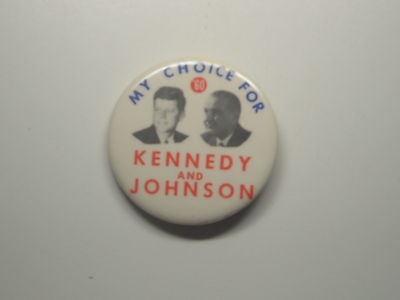 MY CHOICE FOR
60
KENNEDY
AND
JOHNSON